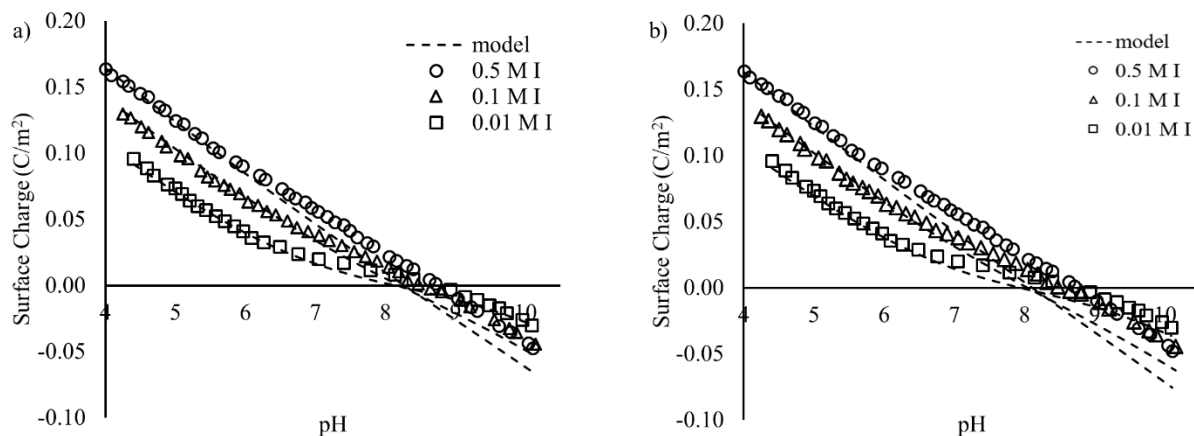 a)
0.20
0.15
0.10
0.05
0.00
-0.05
-0.10
Surface Charge (C/m²)
4 5 6 7 8 9 10
pH
model
0.5 M I
0.1 M I
0.01 M I
b)
0.20
0.15
0.10
0.05
0.00
-0.05
-0.10
Surface Charge (C/m²)
4 5 6 7 8 9 10
pH
model
0.5 M I
0.1 M I
0.01 M I